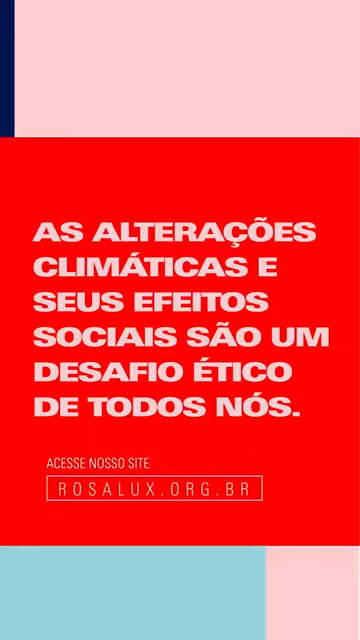 AS ALTERAÇÕES
CLIMÁTICAS E
SEUS EFEITOS
SOCIAIS SÃO UM
DESAFIO ÉTICO
DE TODOS NÓS.
ACESSE NOSSO SITE
ROSALUX.ORG.BR